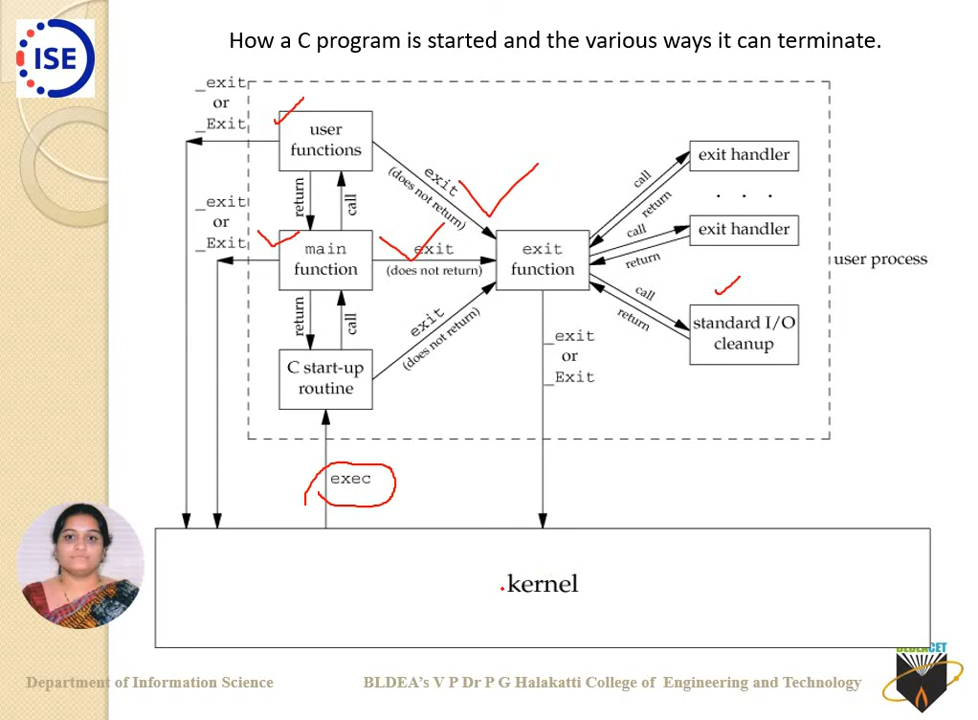 How a C program is started and the various ways it can terminate.
ISE
_exit
or
_Exit
user
functions
exit
(does not return)
call
return
exit handler
. . .
return
call
_exit
or
_Exit
main
function
exit
(does not return)
exit
function
call
return
exit handler
user process
return
call
exit
(does not return)
call
return
standard I/O
cleanup
C start-up
routine
_exit
or
_Exit
exec
kernel
BLDEACET
Department of Information Science
BLDEA's V P Dr P G Halakatti College of Engineering and Technology